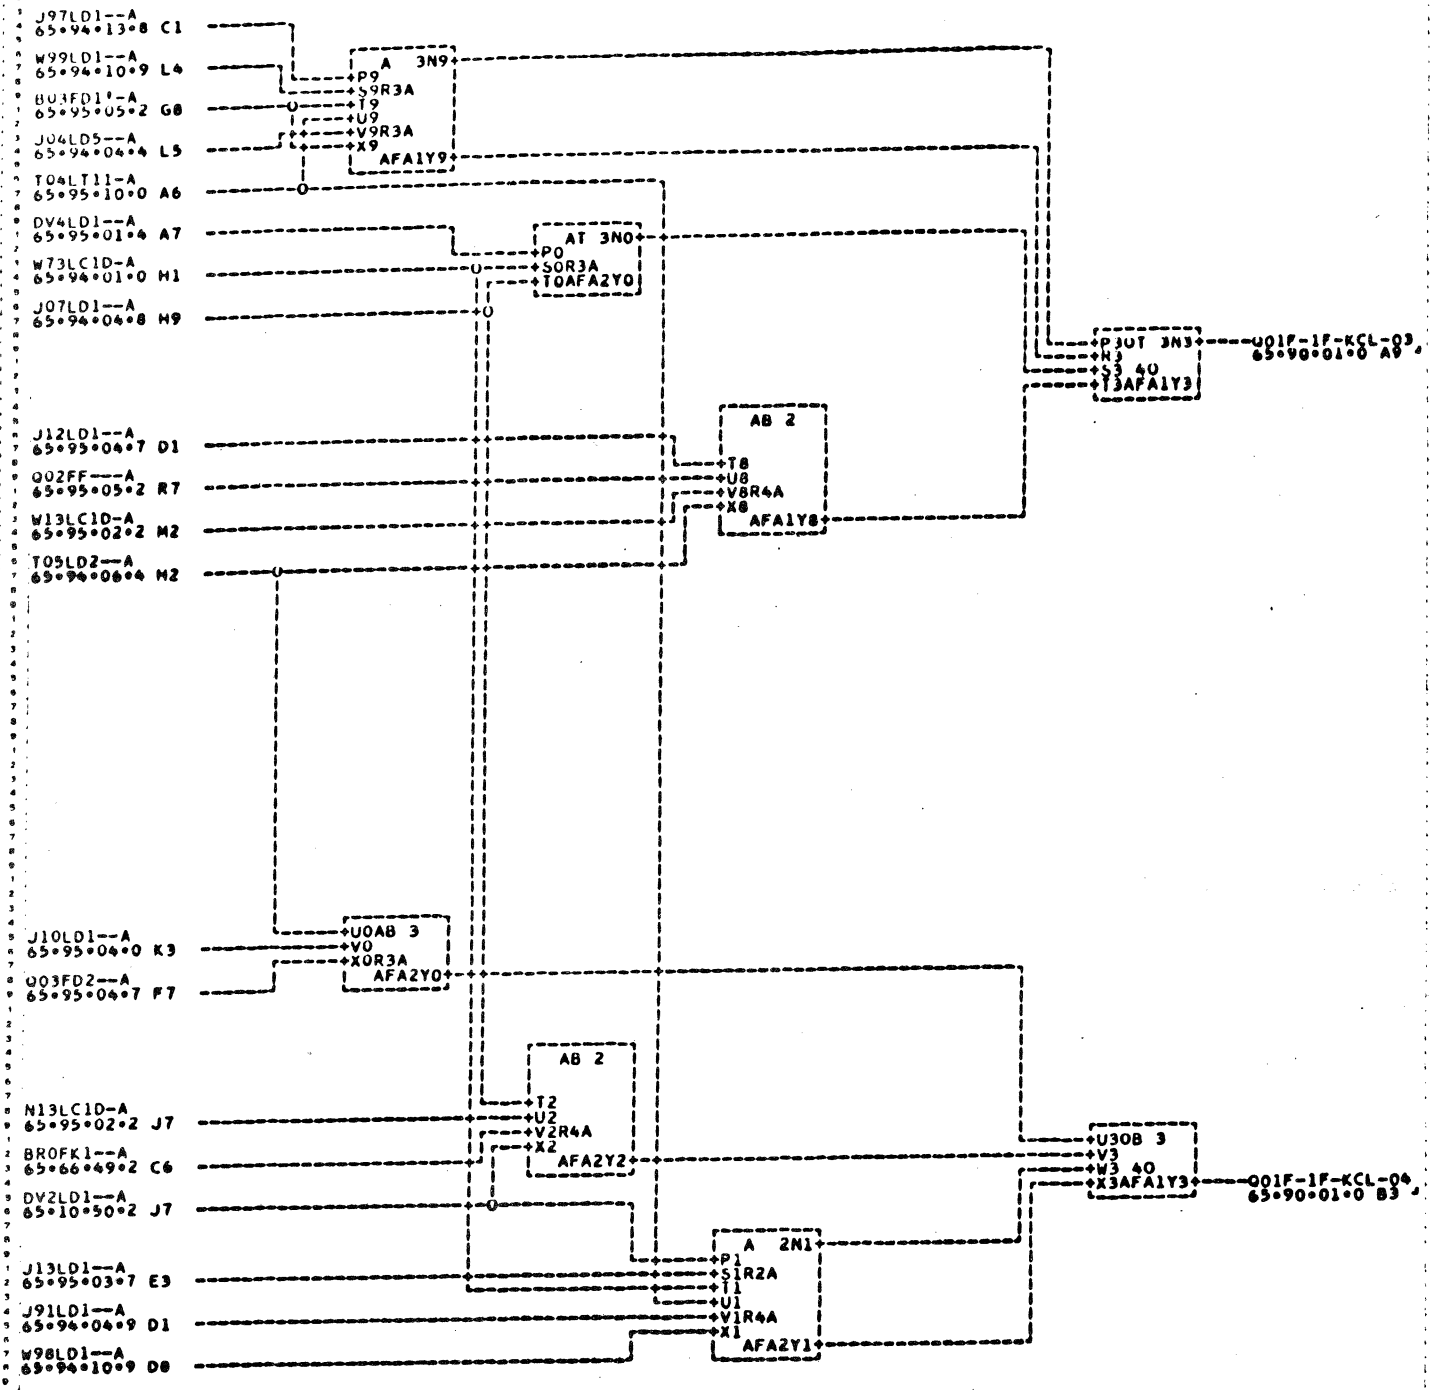 J97LD1--A
65•94•13•8 C1
W99LD1--A
65•94•10•9 L4
B03FD1'-A
65•95•05•2 G8
J04LD5--A
65•94•04•4 L5
T04LT11-A
65•95•10•0 A6
DV4LD1--A
65•95•01•4 A7
W73LC1D-A
65•94•01•0 H1
J07LD1--A
65•94•04•8 H9
A 3N9
P9
S9R3A
T9
U9
V9R3A
X9
AFA1Y9
AT 3N0
P0
S0R3A
T0AFA2Y0
P3OT 3N3
R3
S3 40
T3AFA1Y3
Q01F-1F-KCL-03
65•90•01•0 A9
J12LD1--A
65•95•04•7 D1
Q02FF---A
65•95•05•2 R7
W13LC1D-A
65•95•02•2 M2
T05LD2--A
65•94•06•4 M2
AB 2
T8
U8
V8R4A
X8
AFA1Y8
J10LD1--A
65•95•04•0 K3
Q03FD2--A
65•95•04•7 F7
U0AB 3
V0
X0R3A
AFA2Y0
N13LC1D-A
65•95•02•2 J7
BR0FK1--A
65•66•49•2 C6
DV2LD1--A
65•10•50•2 J7
AB 2
T2
U2
V2R4A
X2
AFA2Y2
U3OB 3
V3
W3 40
X3AFA1Y3
Q01F-1F-KCL-04
65•90•01•0 B3
J13LD1--A
65•95•03•7 E3
J91LD1--A
65•94•04•9 D1
W98LD1--A
65•94•10•9 D8
A 2N1
P1
S1R2A
T1
U1
V1R4A
X1
AFA2Y1